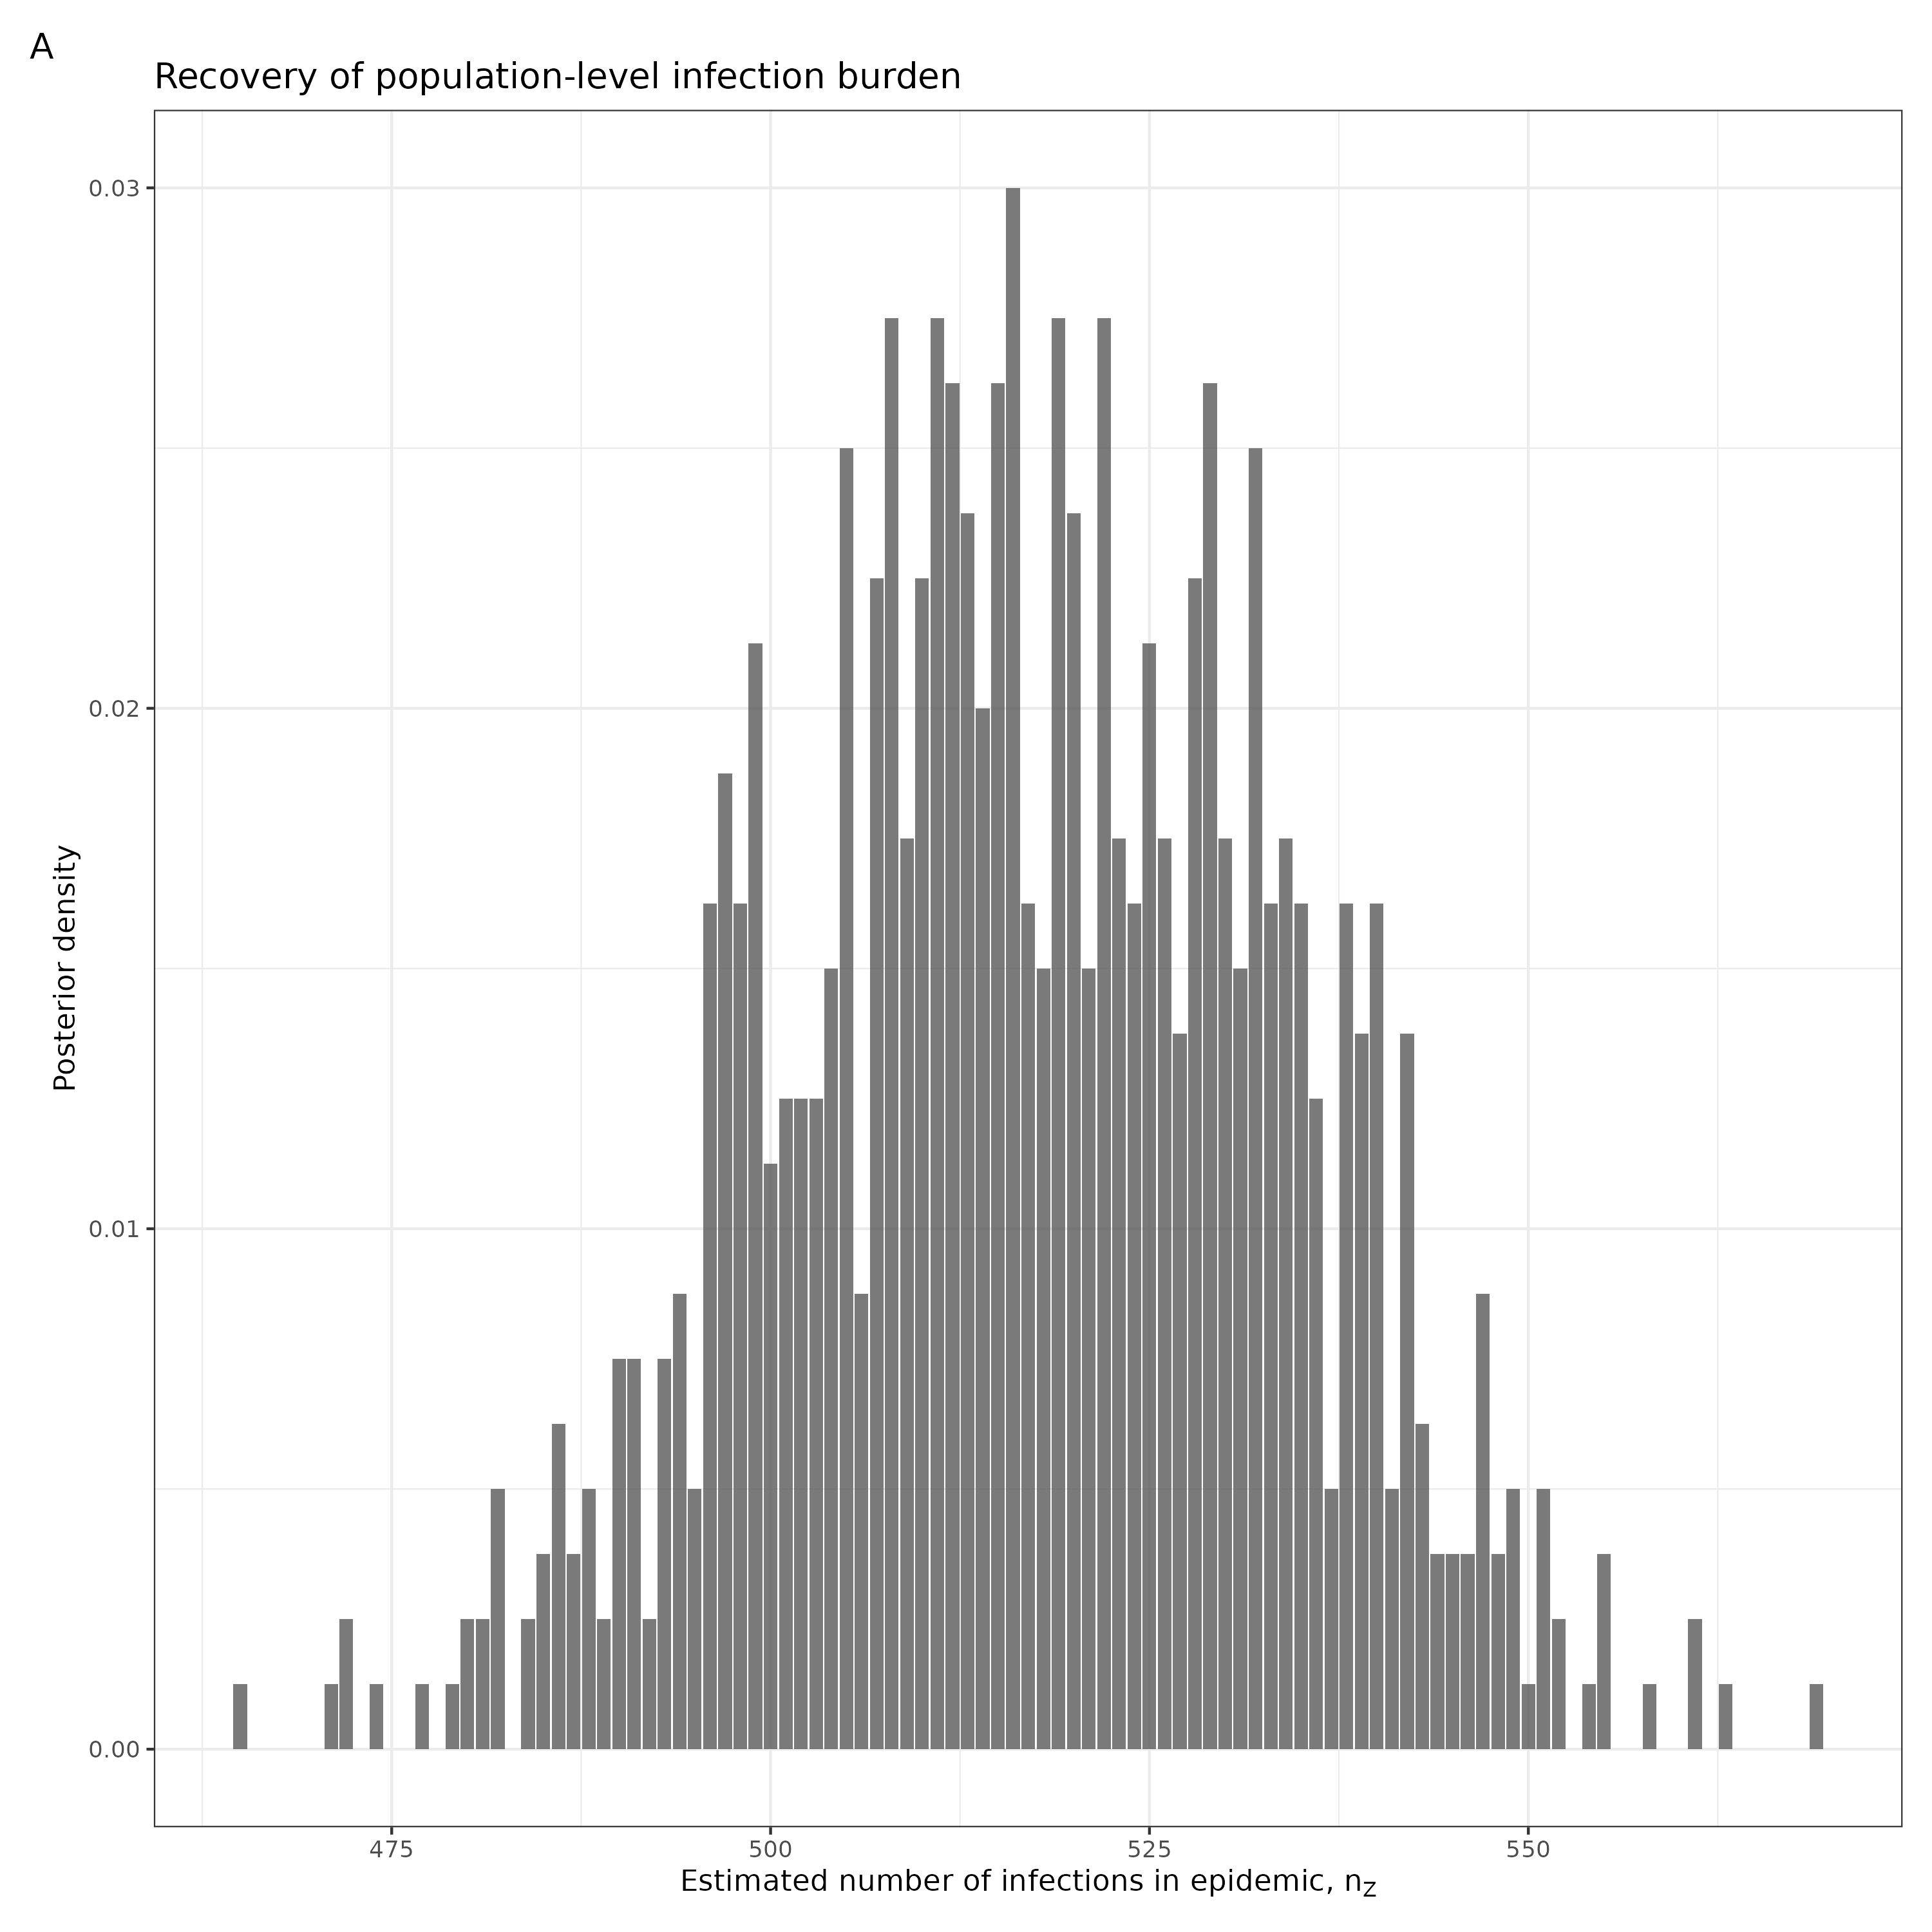 A
Recovery of population-level infection burden
0.03
0.02
0.01
0.00
Posterior density
475 500 525 550
Estimated number of infections in epidemic, nZ